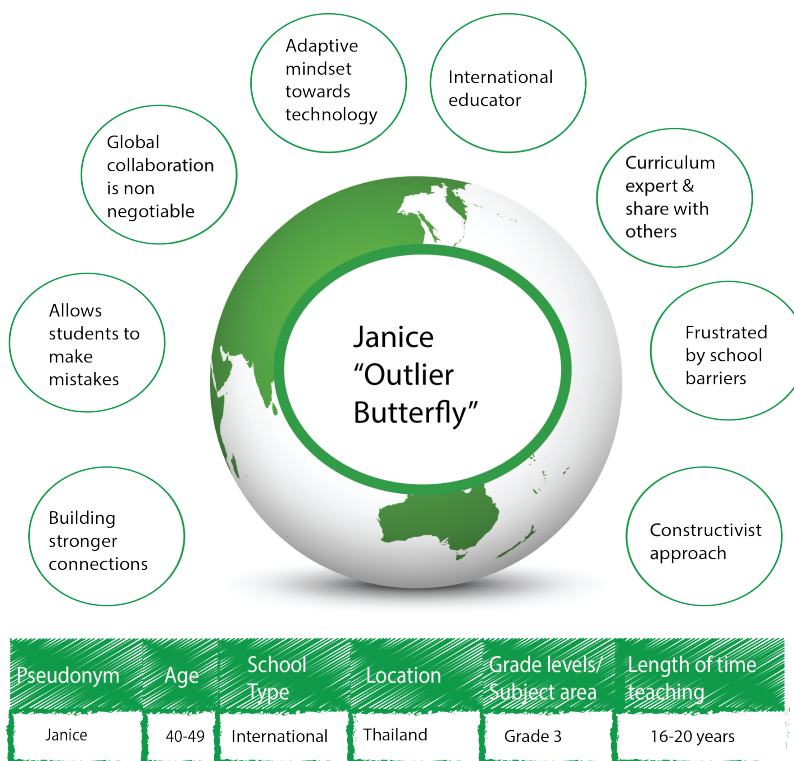 Adaptive
mindset
towards
technology
International
educator
Global
collaboration
is non
negotiable
Curriculum
expert &
share with
others
Allows
students to
make
mistakes
Frustrated
by school
barriers
Janice
“Outlier
Butterfly”
Building
stronger
connections
Constructivist
approach
Pseudonym
Age
School
Type
Location
Grade levels/
Subject area
Length of time
teaching
Janice
40-49
International
Thailand
Grade 3
16-20 years